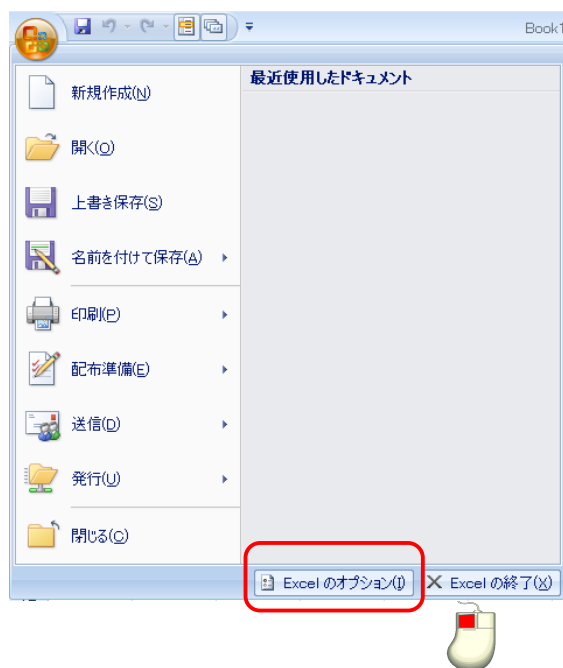 Book1
最近使用したドキュメント
新規作成(N)
開く(O)
上書き保存(S)
名前を付けて保存(A)
印刷(P)
配布準備(E)
送信(D)
発行(U)
閉じる(C)
Excel のオプション(I)
Excel の終了(X)